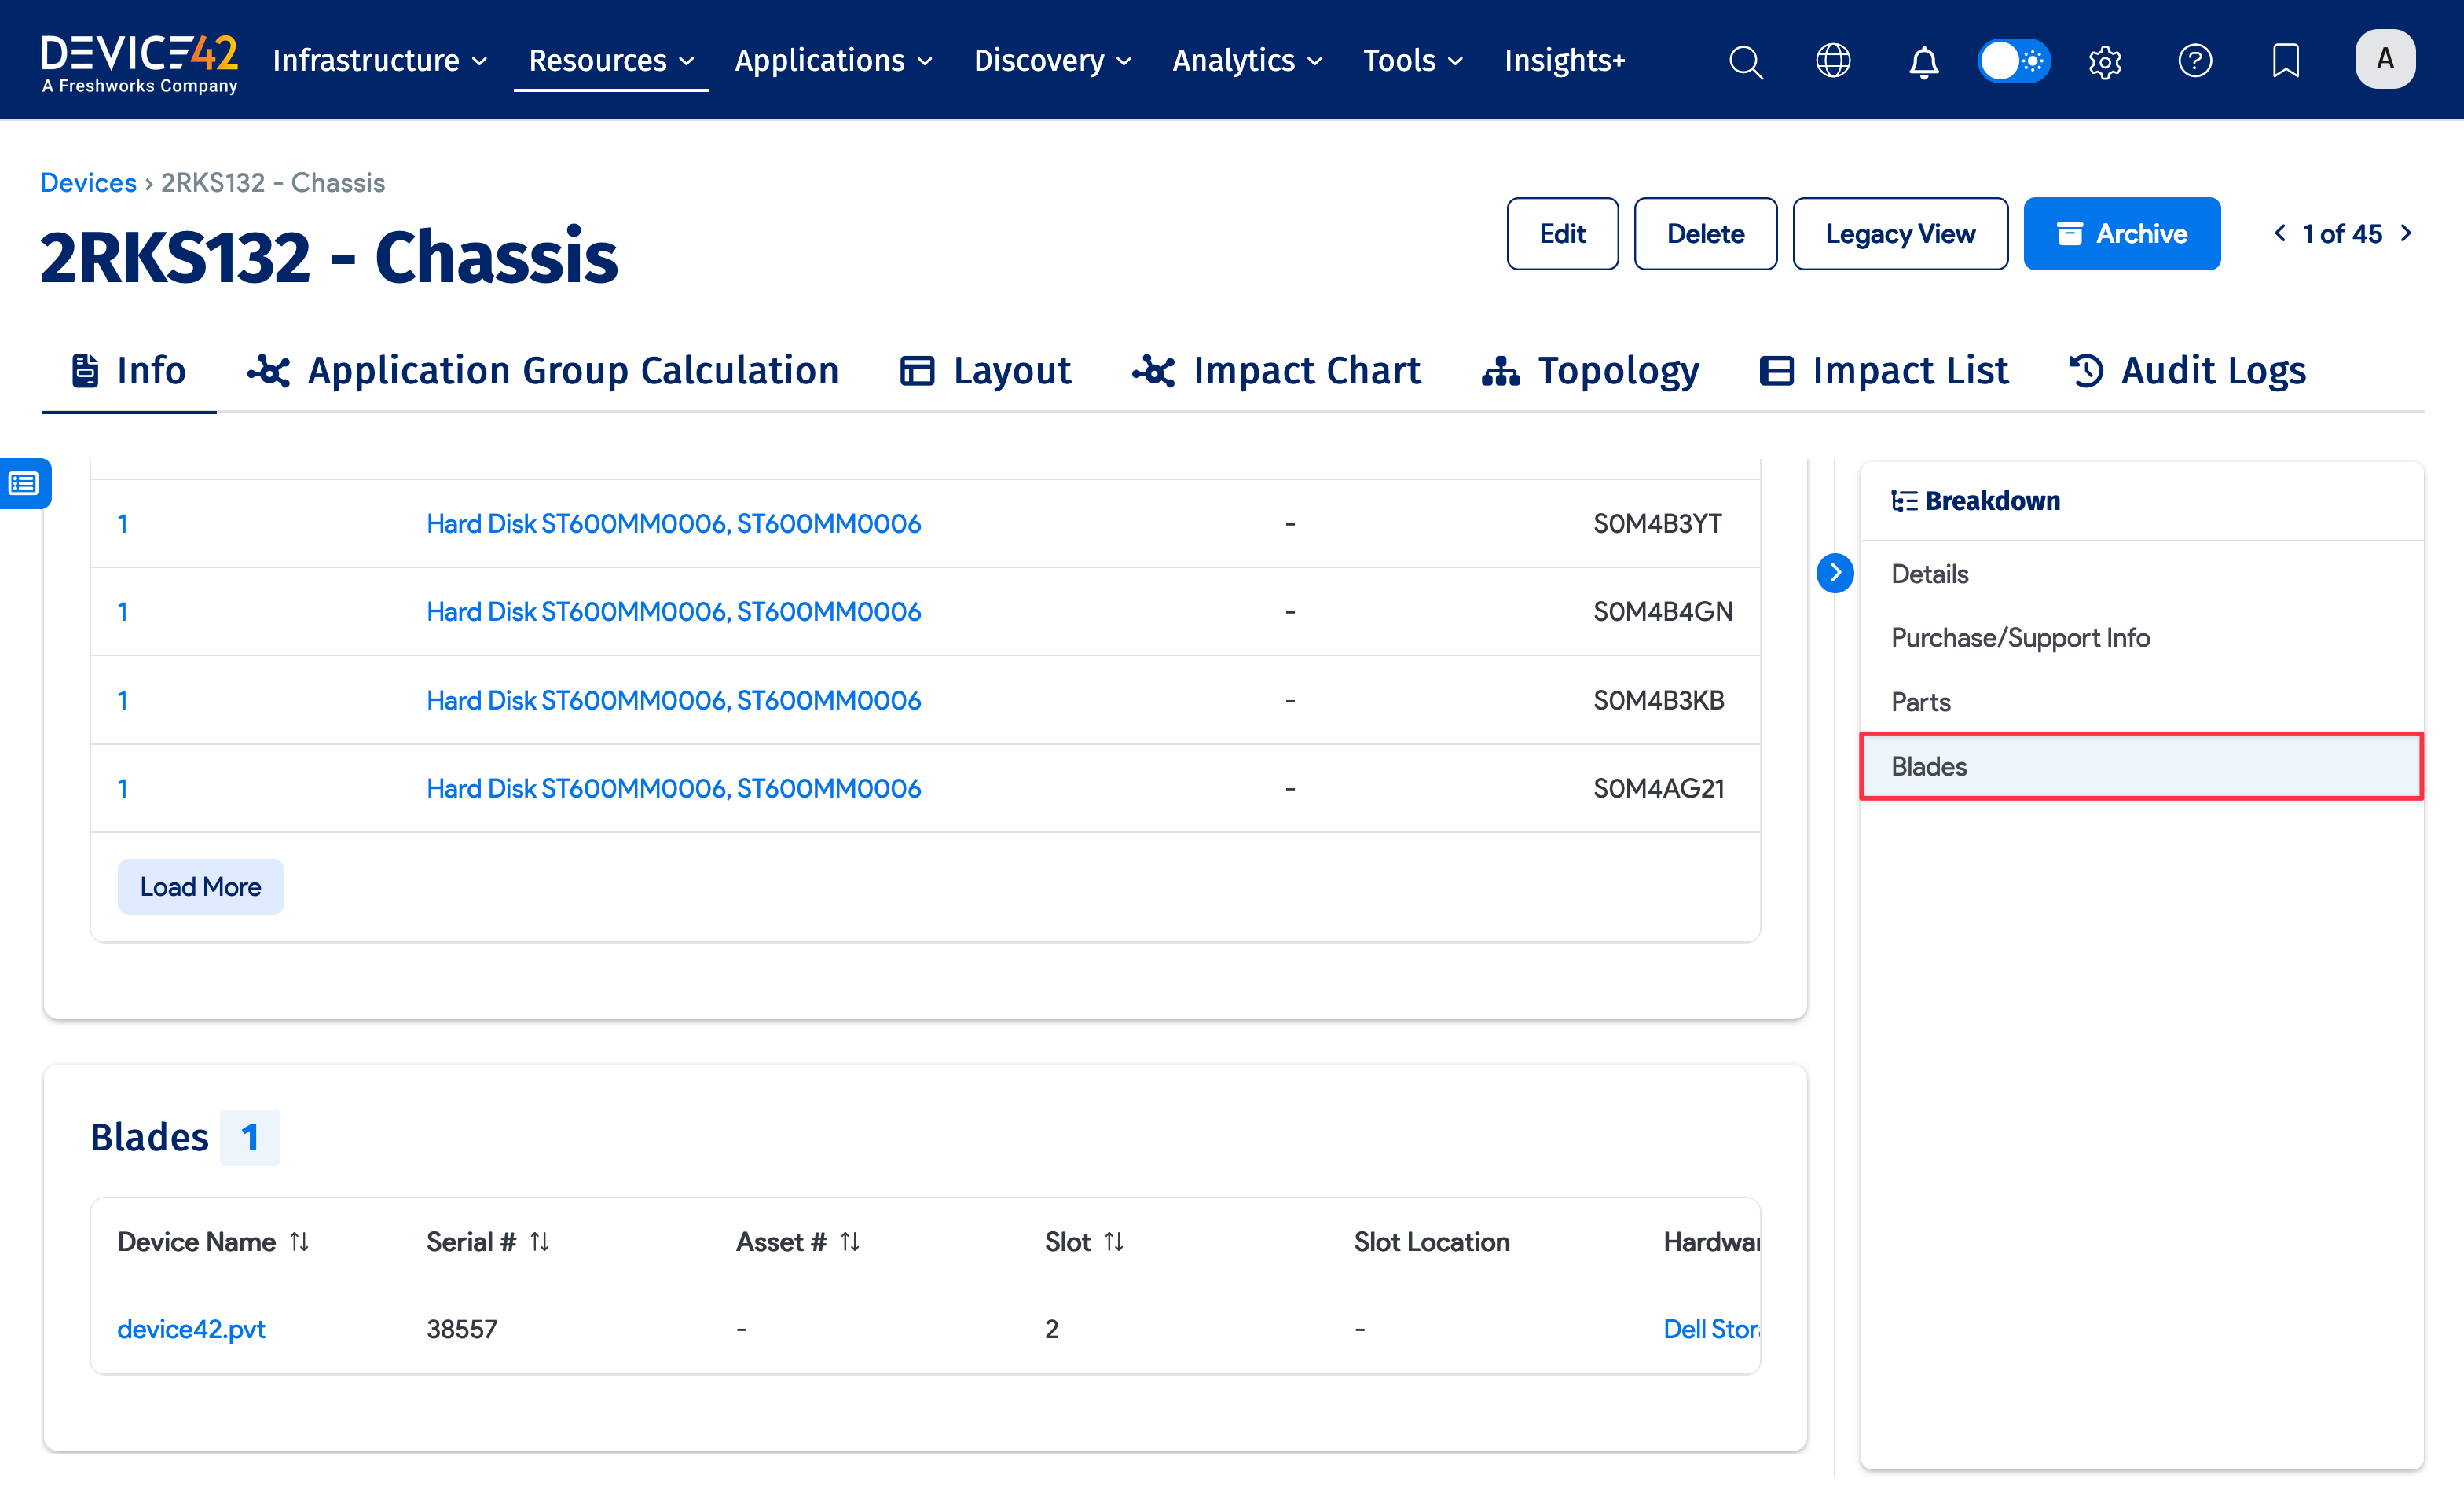 DEVICE42
A Freshworks Company
Infrastructure Resources Applications Discovery Analytics Tools Insights+ A
Devices › 2RKS132 - Chassis
2RKS132 - Chassis
Edit Delete Legacy View Archive 1 of 45
Info Application Group Calculation Layout Impact Chart Topology Impact List Audit Logs
1 Hard Disk ST600MM0006, ST600MM0006 - S0M4B3YT
1 Hard Disk ST600MM0006, ST600MM0006 - S0M4B4GN
1 Hard Disk ST600MM0006, ST600MM0006 - S0M4B3KB
1 Hard Disk ST600MM0006, ST600MM0006 - S0M4AG21
Load More
Blades 1
Device Name Serial # Asset # Slot Slot Location Hardwar
device42.pvt 38557 - 2 - Dell Stor
Breakdown
Details
Purchase/Support Info
Parts
Blades